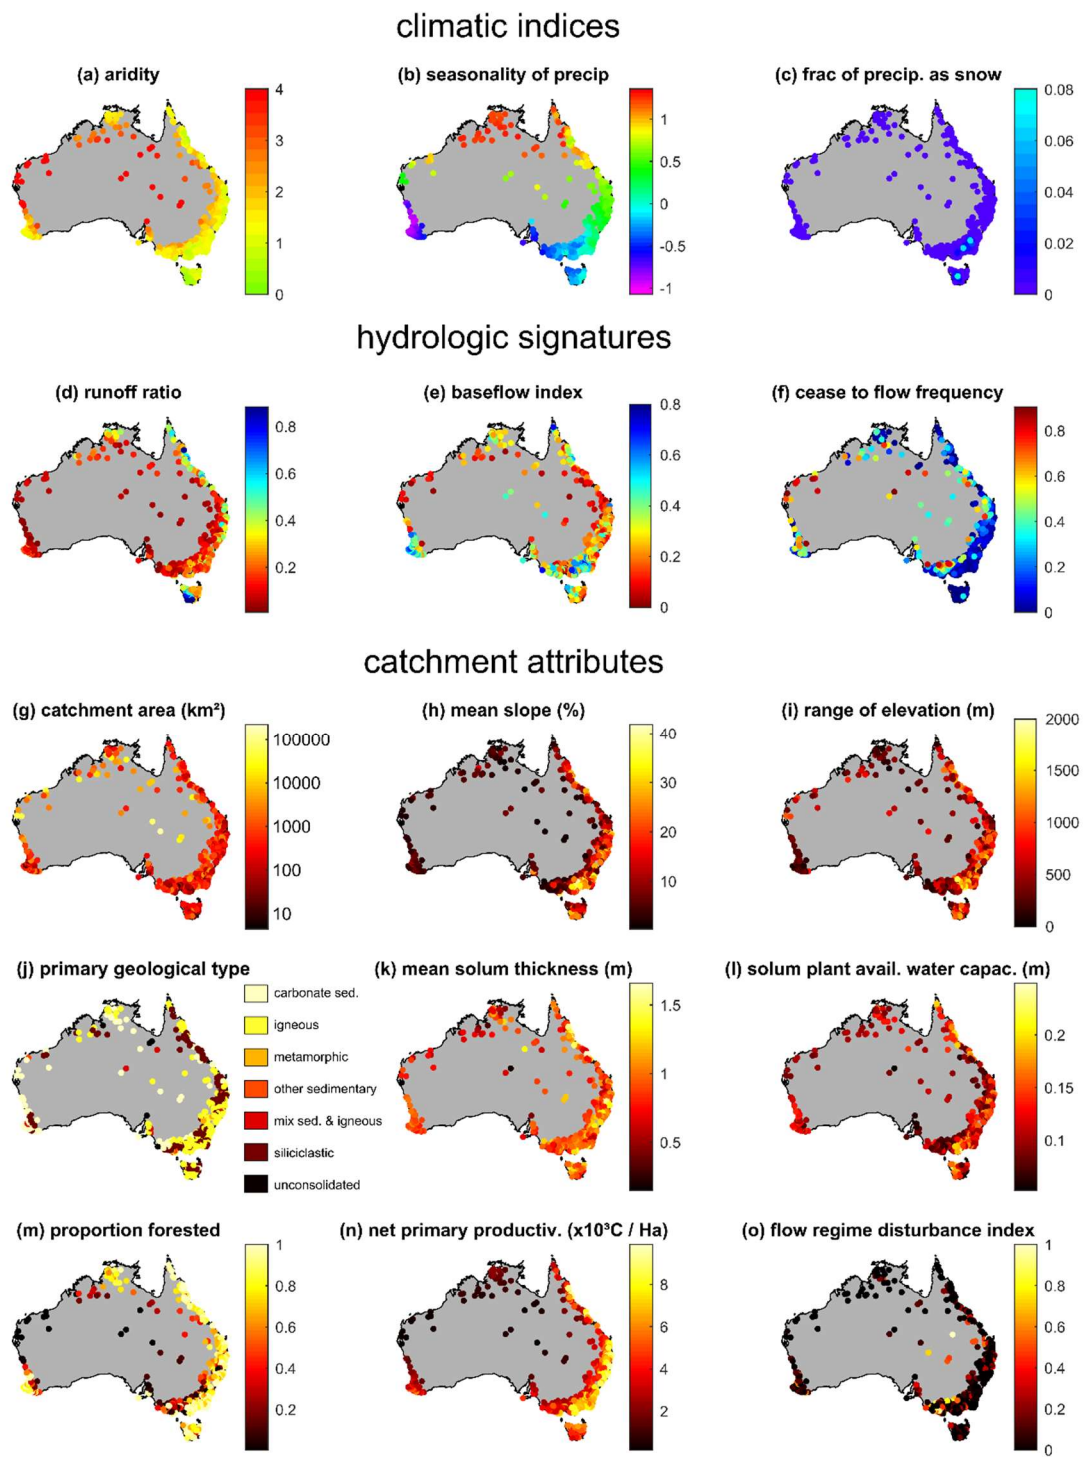 climatic indices
(a) aridity
4
3
2
1
0
(b) seasonality of precip
1
0.5
0
-0.5
-1
(c) frac of precip. as snow
0.08
0.06
0.04
0.02
0
hydrologic signatures
(d) runoff ratio
0.8
0.6
0.4
0.2
(e) baseflow index
0.8
0.6
0.4
0.2
0
(f) cease to flow frequency
0.8
0.6
0.4
0.2
0
catchment attributes
(g) catchment area (km²)
100000
10000
1000
100
10
(h) mean slope (%)
40
30
20
10
(i) range of elevation (m)
2000
1500
1000
500
0
(j) primary geological type
carbonate sed.
igneous
metamorphic
other sedimentary
mix sed. & igneous
siliciclastic
unconsolidated
(k) mean solum thickness (m)
1.5
1
0.5
(l) solum plant avail. water capac. (m)
0.2
0.15
0.1
(m) proportion forested
1
0.8
0.6
0.4
0.2
(n) net primary productiv. (x10³C / Ha)
8
6
4
2
(o) flow regime disturbance index
1
0.8
0.6
0.4
0.2
0